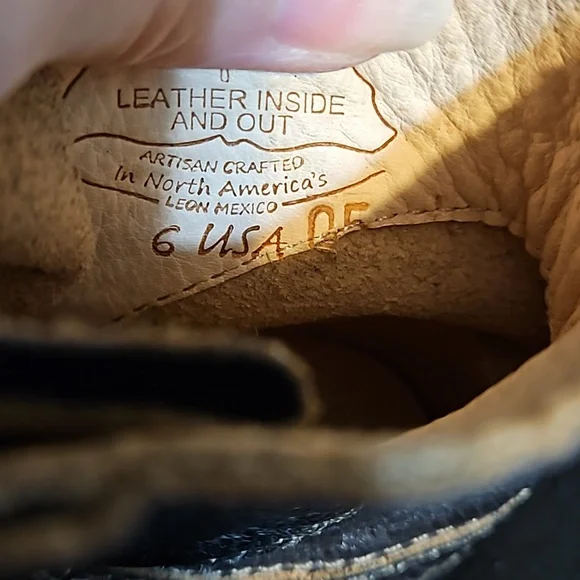 LEATHER INSIDE
AND OUT
ARTISAN CRAFTED
In North America's
LEON MEXICO
6 USA